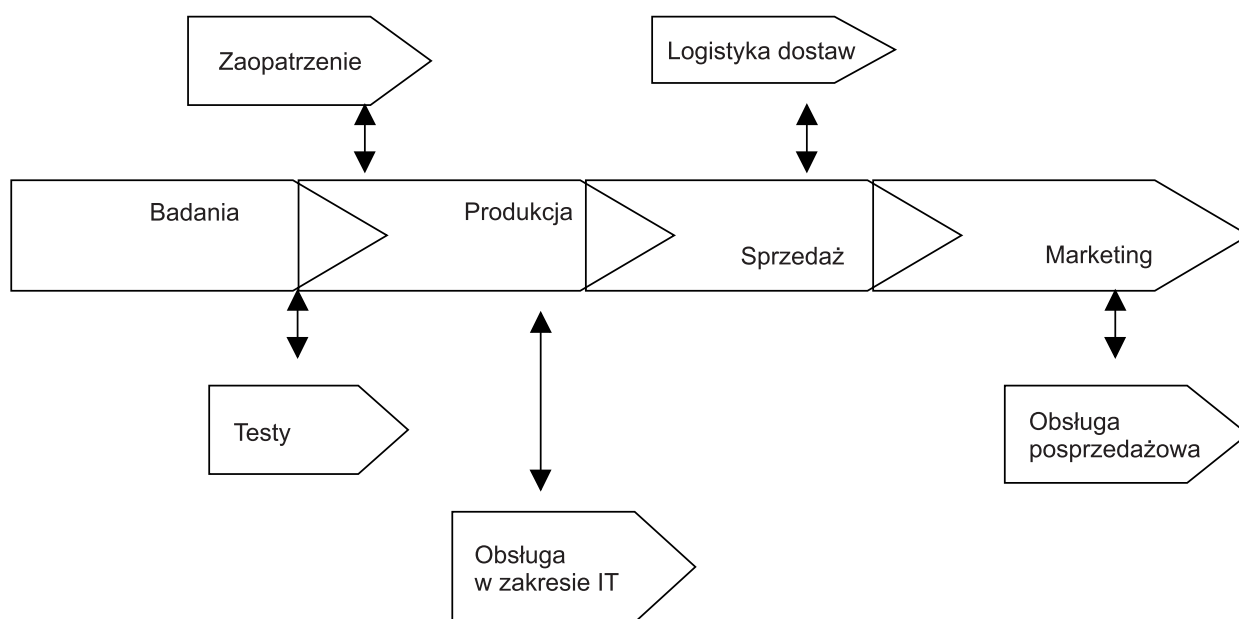 Zaopatrzenie
Logistyka dostaw
Badania
Produkcja
Sprzedaż
Marketing
Testy
Obsługa
posprzedażowa
Obsługa
w zakresie IT